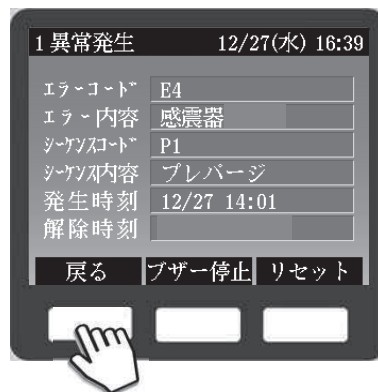 1 異常発生 12/27(水) 16:39
エラーコード E4
エラー内容 感震器
シーケンスコード P1
シーケンス内容 プレパージ
発生時刻 12/27 14:01
解除時刻
戻る ブザー停止 リセット